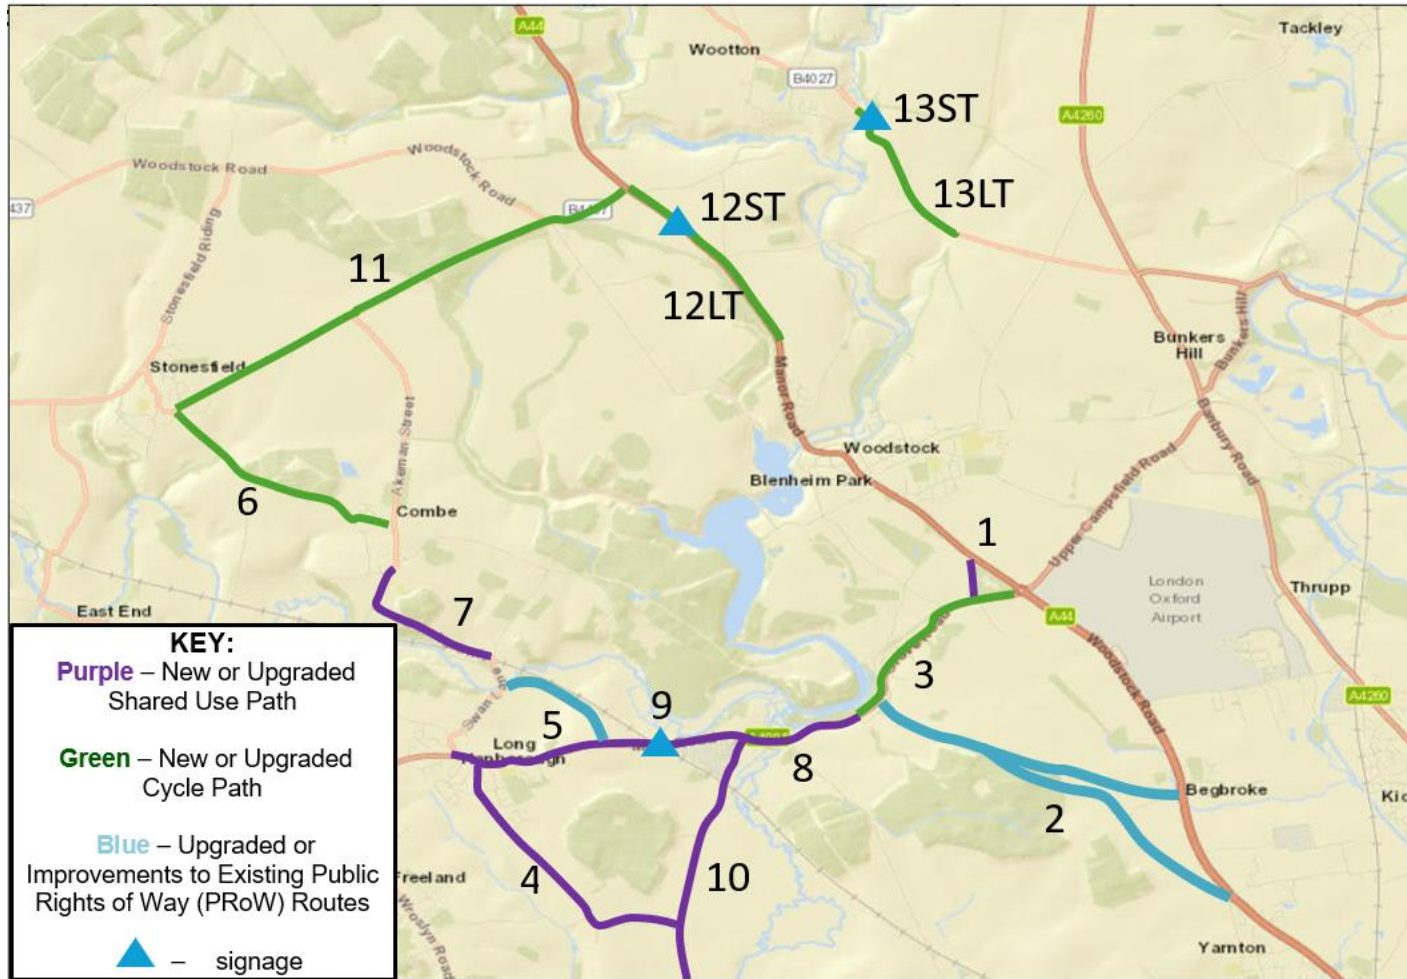 A44
Wootton
Tackley
B4027
13ST
A4260
Woodstock Road
Woodstock Road
13LT
437
12ST
Stonesfield Riding
11
12LT
Bunkers
Hill
Bunkers Hill
Stonesfield
Manor Road
Banbury Road
Akeman Street
Woodstock
Blenheim Park
Upper Campsfield Road
6
Combe
1
London
Oxford
Airport
Thrupp
East End
7
A44
Woodstock Road
3
A4260
9
5
Long
8
Begbroke
2
4
10
Freeland
Wroslyn Road
Yarnton
KEY:
Purple – New or Upgraded
Shared Use Path
Green – New or Upgraded
Cycle Path
Blue – Upgraded or
Improvements to Existing Public
Rights of Way (PRoW) Routes
– signage